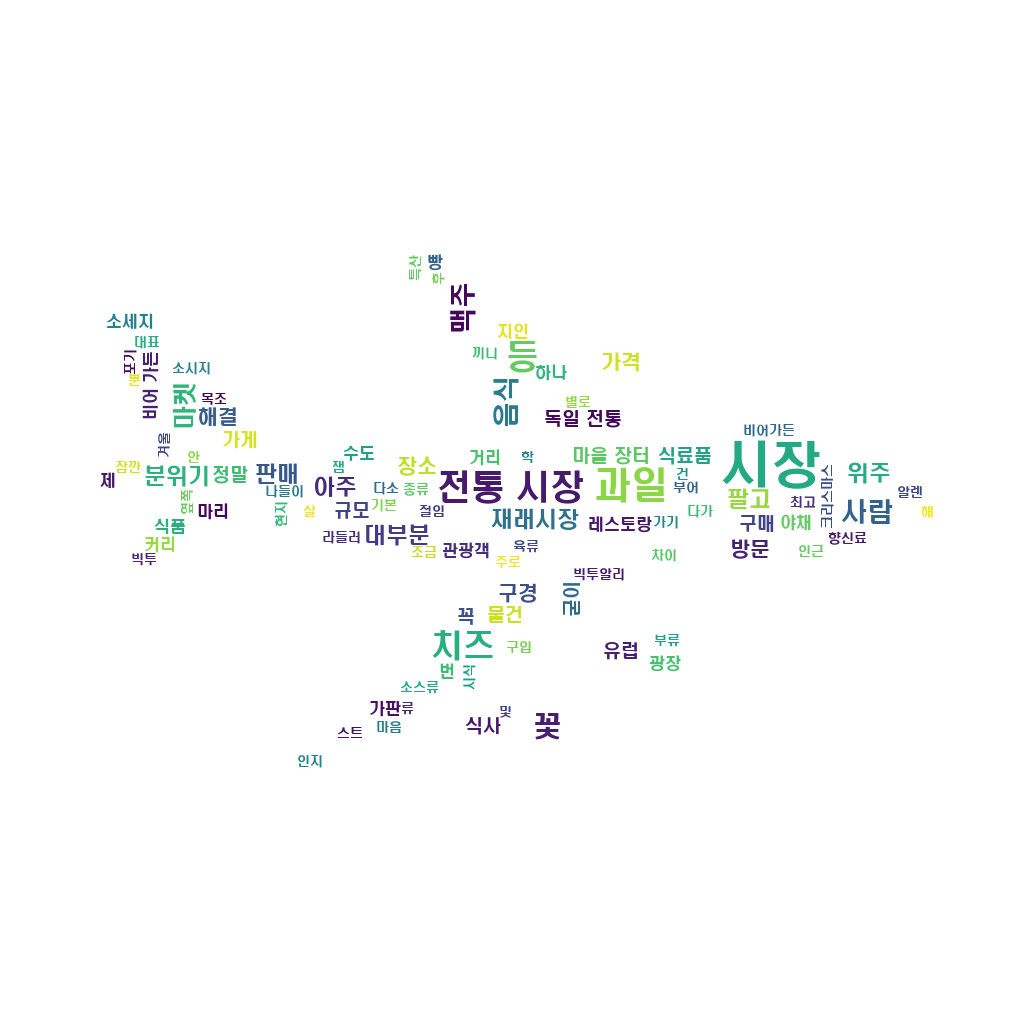 특산
빵
후
맥주
소세지
지인
대표
등
끼니
포기
비어 가든
소시지
가격
하나
마켓
음식
목조
별로
해결
독일 전통
비어가든
겨울
가게
시장
수도
거리
학
마을 장터
식료품
안
잠깐
잼
장소
분위기
정말
판매
건
위주
제
나들이
아주
다소
종류
전통 시장
과일
부어
팔고
최고
크리스마스
알렌
옆쪽
마리
현지
살
규모
기본
절임
재래시장
레스토랑
가기
다가
구매
야채
사람
해
식품
커리
라들러
대부분
조금
관광객
육류
주로
차이
방문
인근
향신료
빅투
빅투알리
구경
굳이
꼭
물건
치즈
구입
유럽
부류
광장
번
시식
소스류
가판
류
및
스트
마음
식사
꽃
인지